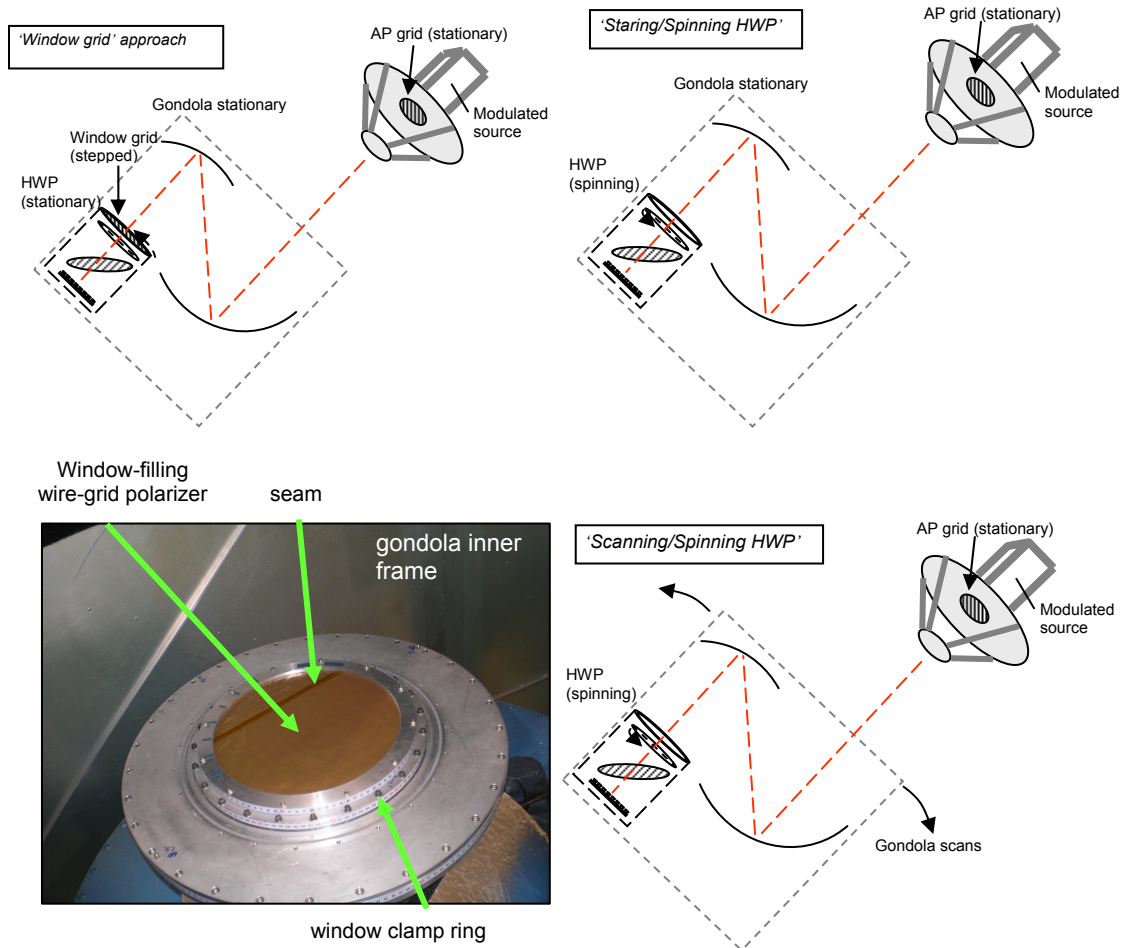 'Window grid' approach
AP grid (stationary)
Gondola stationary
Modulated
source
Window grid
(stepped)
HWP
(stationary)
'Staring/Spinning HWP'
AP grid (stationary)
Gondola stationary
Modulated
source
HWP
(spinning)
Window-filling
wire-grid polarizer
seam
gondola inner
frame
window clamp ring
'Scanning/Spinning HWP'
AP grid (stationary)
Modulated
source
HWP
(spinning)
Gondola scans